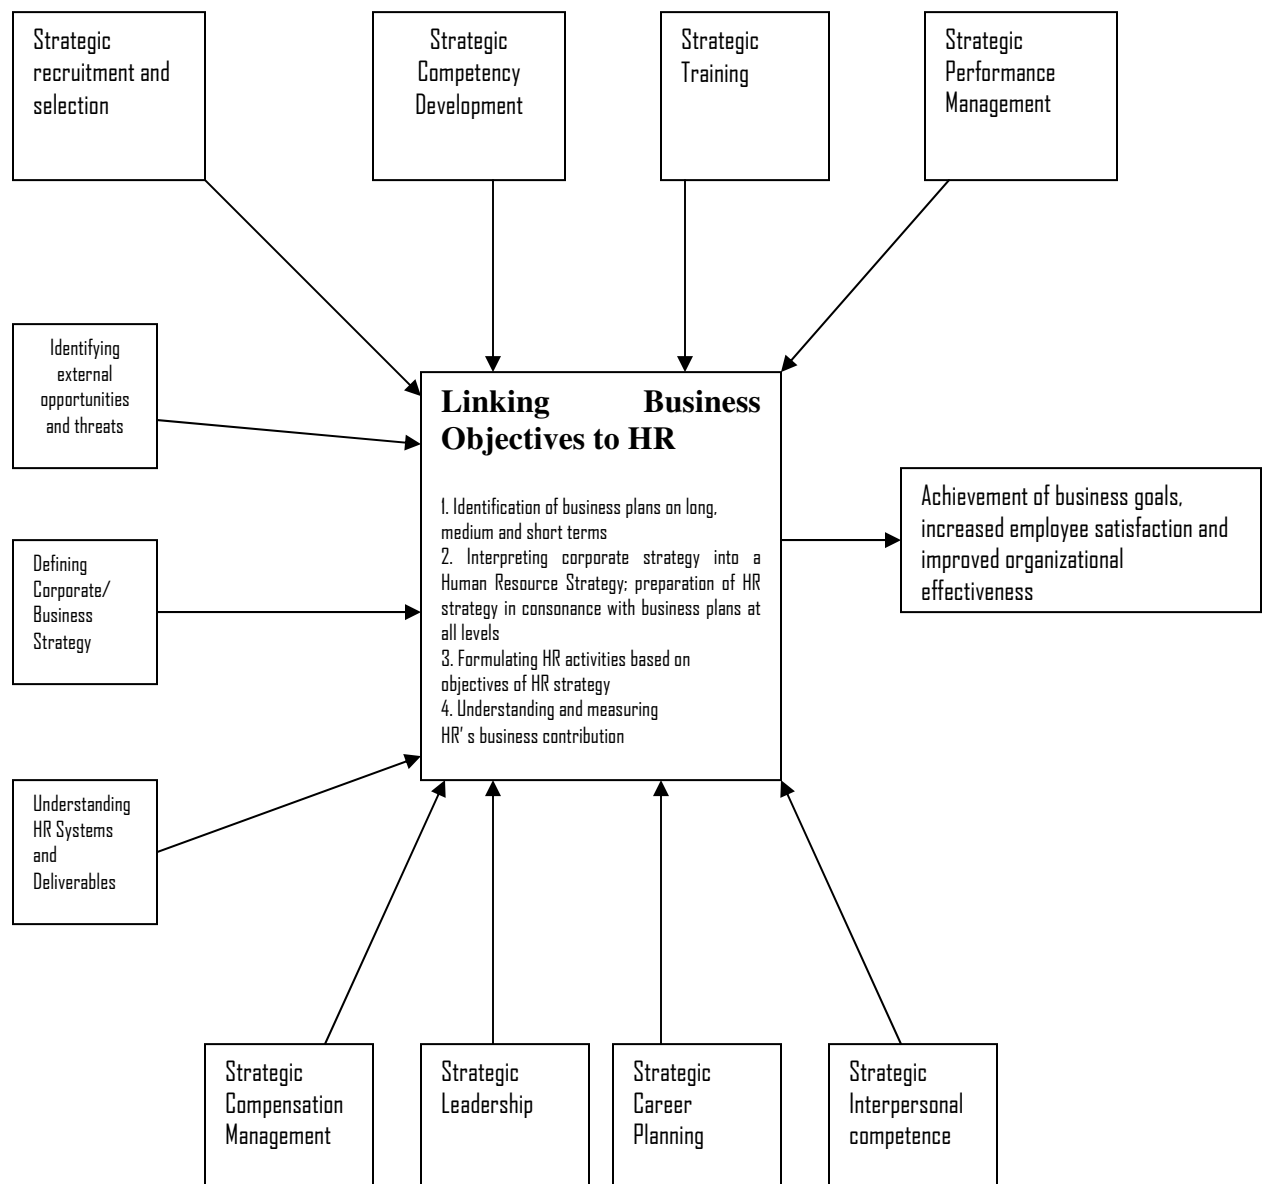 Strategic
recruitment and
selection
Strategic
Competency
Development
Strategic
Training
Strategic
Performance
Management
Identifying
external
opportunities
and threats
Defining
Corporate/
Business
Strategy
Understanding
HR Systems
and
Deliverables
Linking Business
Objectives to HR
1. Identification of business plans on long,
medium and short terms
2. Interpreting corporate strategy into a
Human Resource Strategy; preparation of HR
strategy in consonance with business plans at
all levels
3. Formulating HR activities based on
objectives of HR strategy
4. Understanding and measuring
HR' s business contribution
Achievement of business goals,
increased employee satisfaction and
improved organizational
effectiveness
Strategic
Compensation
Management
Strategic
Leadership
Strategic
Career
Planning
Strategic
Interpersonal
competence